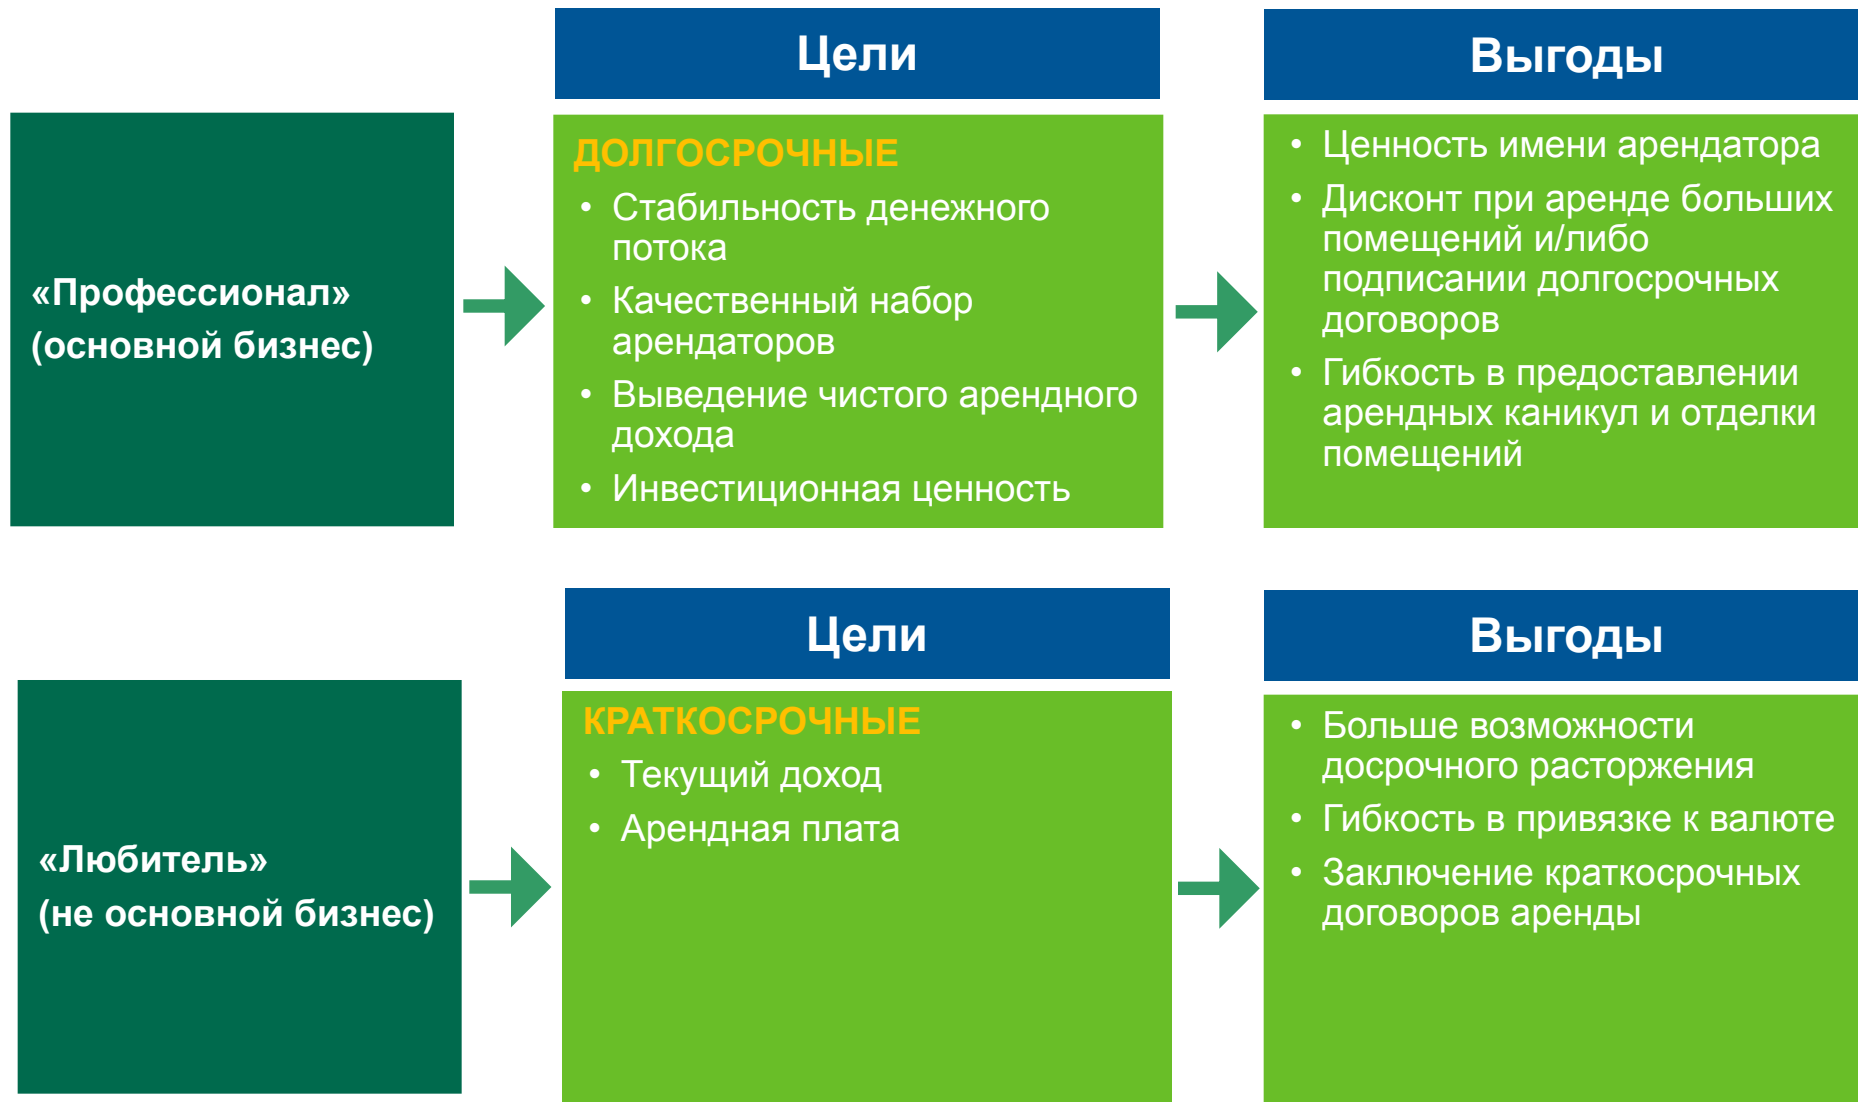 Цели
Выгоды
«Профессионал»
(основной бизнес)
ДОЛГОСРОЧНЫЕ
• Стабильность денежного
потока
• Качественный набор
арендаторов
• Выведение чистого арендного
дохода
• Инвестиционная ценность
• Ценность имени арендатора
• Дисконт при аренде больших
помещений и/либо
подписании долгосрочных
договоров
• Гибкость в предоставлении
арендных каникул и отделки
помещений
Цели
Выгоды
«Любитель»
(не основной бизнес)
КРАТКОСРОЧНЫЕ
• Текущий доход
• Арендная плата
• Больше возможности
досрочного расторжения
• Гибкость в привязке к валюте
• Заключение краткосрочных
договоров аренды